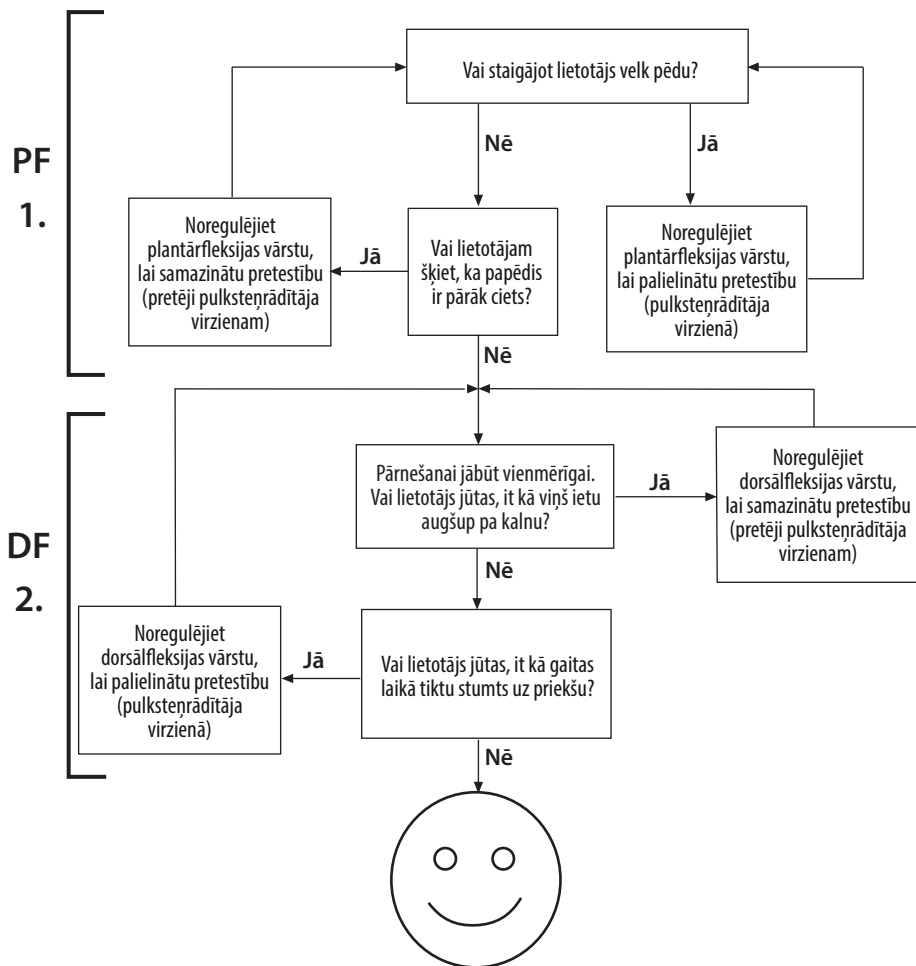 Vai staigājot lietotājs velk pēdu?
Nē
Jā
PF
1.
Noregulējiet
plantārfleksijas vārstu,
lai samazinātu pretestību
(pretēji pulksteņrādītāja
virzienam)
Jā
Vai lietotājam
šķiet, ka papēdis
ir pārāk ciets?
Noregulējiet
plantārfleksijas vārstu,
lai palielinātu pretestību
(pulksteņrādītāja
virzienā)
Nē
DF
2.
Pārnešanai jābūt vienmērīgai.
Vai lietotājs jūtas, it kā viņš ietu
augšup pa kalnu?
Jā
Noregulējiet
dorsālfleksijas vārstu,
lai samazinātu pretestību
(pretēji pulksteņrādītāja
virzienam)
Nē
Noregulējiet
dorsālfleksijas vārstu,
lai palielinātu pretestību
(pulksteņrādītāja
virzienā)
Jā
Vai lietotājs jūtas, it kā gaitas
laikā tiktu stumts uz priekšu?
Nē